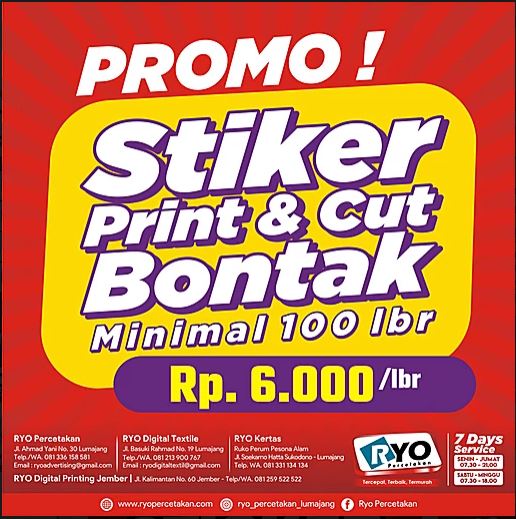 PROMO !
Stiker
Print & Cut
Bontak
Minimal 100 lbr
Rp. 6.000 /lbr
RYO Percetakan
Jl. Ahmad Yani No. 30 Lumajang
Telp./WA. 081 336 158 581
Email : ryoadvertising@gmail.com
RYO Digital Textile
Jl. Basuki Rahmad No. 19 Lumajang
Telp./WA. 081 213 900 767
Email : ryodigitaltextil@gmail.com
RYO Kertas
Ruko Perum Pesona Alam
Jl. Soekarno Hatta Sukodono - Lumajang
Telp. WA. 081 331 134 134
RYO Digital Printing Jember | Jl. Kalimantan No. 60 Jember - Telp/WA. 081 259 522 522
RYO
Percetakan
Tercepat, Terbaik, Termurah
7 Days
Service
SENIN - JUMAT
07.30 - 21.00
SABTU - MINGGU
07.30 - 18.00
www.ryopercetakan.com
ryo_percetakan_lumajang
Ryo Percetakan